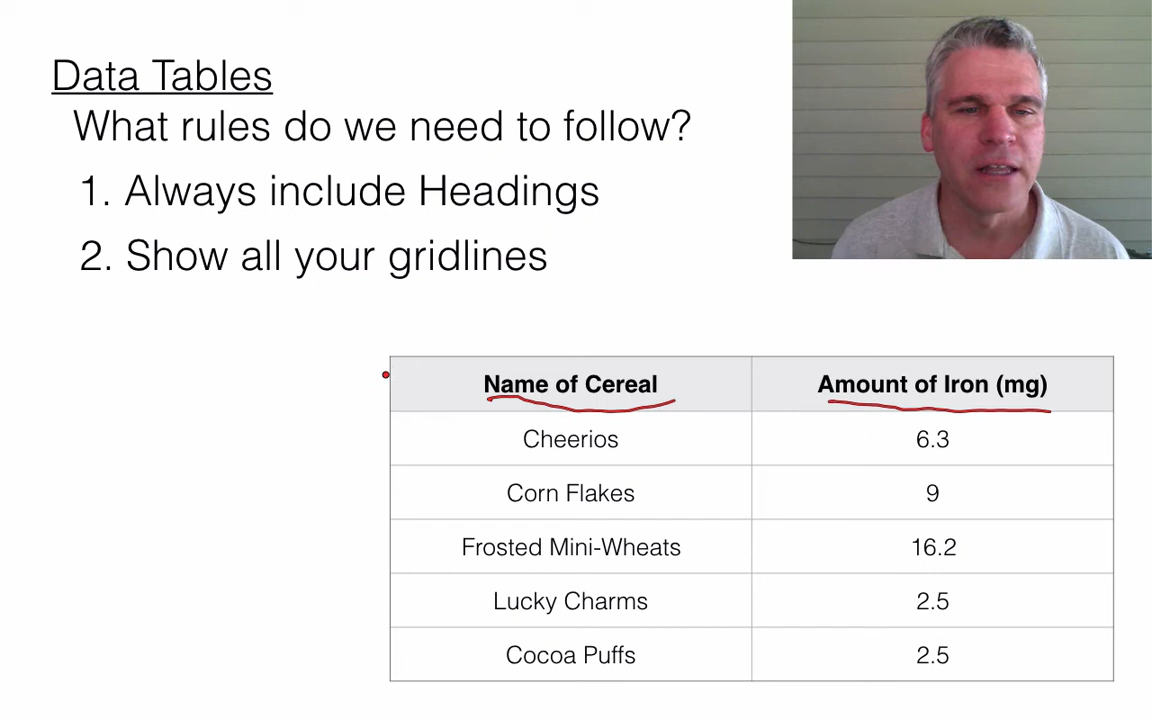 Data Tables
What rules do we need to follow?
1. Always include Headings
2. Show all your gridlines
Name of Cereal Amount of Iron (mg)
Cheerios 6.3
Corn Flakes 9
Frosted Mini-Wheats 16.2
Lucky Charms 2.5
Cocoa Puffs 2.5